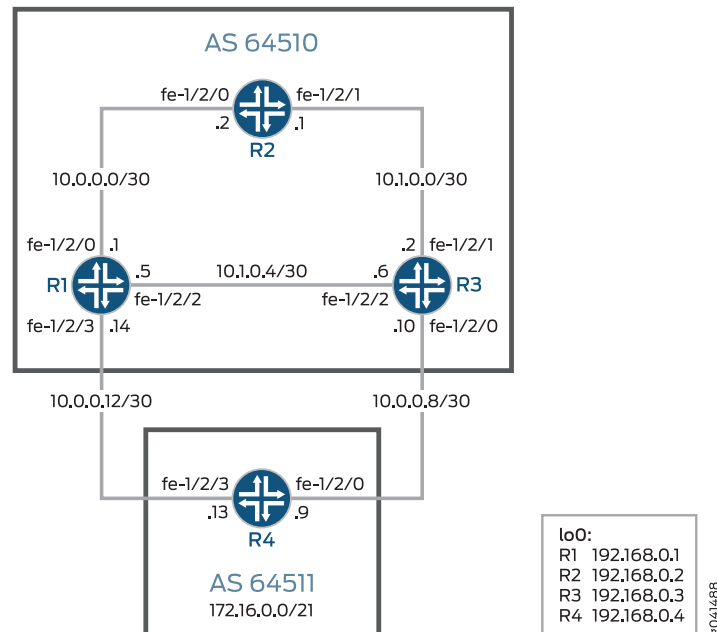 AS 64510
fe-1/2/0 fe-1/2/1
.2 .1
R2
10.0.0.0/30 10.1.0.0/30
fe-1/2/0 .1 .2 fe-1/2/1
R1 .5 10.1.0.4/30 .6 R3
fe-1/2/2 fe-1/2/2
fe-1/2/3 .14 .10 fe-1/2/0
10.0.0.12/30 10.0.0.8/30
fe-1/2/3 fe-1/2/0
.13 .9
R4
AS 64511
172.16.0.0/21
lo0:
R1 192.168.0.1
R2 192.168.0.2
R3 192.168.0.3
R4 192.168.0.4
g041488